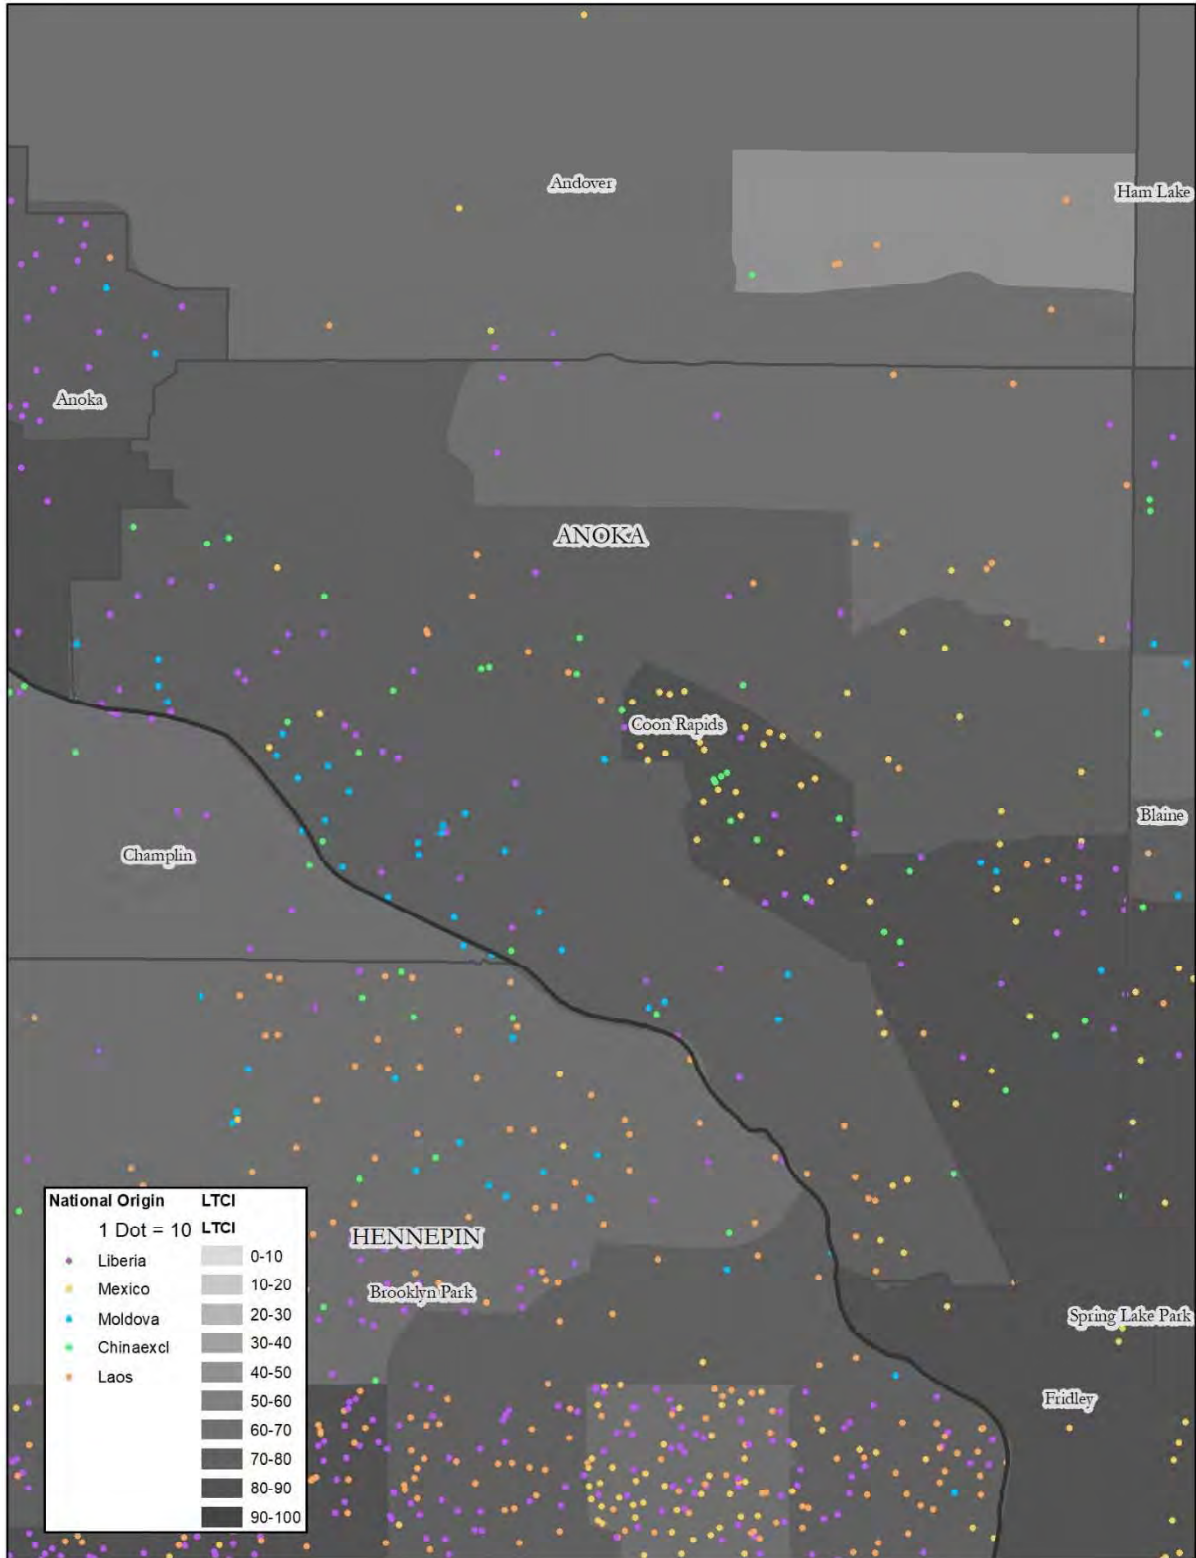 Andover
Ham Lake
Anoka
ANOKA
Coon Rapids
Blaine
Champlin
HENNEPIN
Brooklyn Park
Spring Lake Park
Fridley
National Origin LTCI
1 Dot = 10 LTCI
Liberia 0-10
Mexico 10-20
Moldova 20-30
Chinaexcl 30-40
Laos 40-50
50-60
60-70
70-80
80-90
90-100